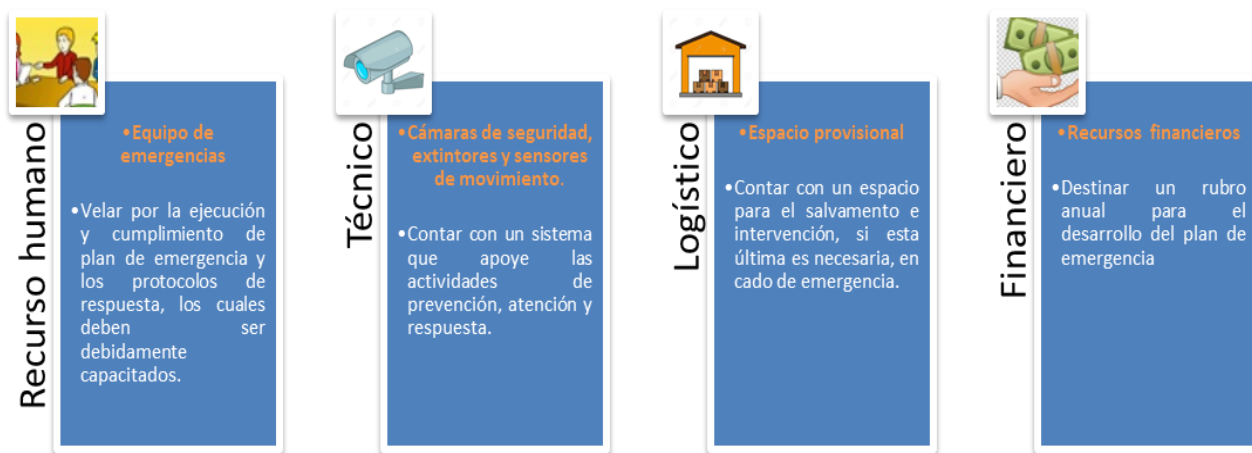 Recurso humano
•Equipo de
emergencias
•Velar por la ejecución
y cumplimiento de
plan de emergencia y
los protocolos de
respuesta, los cuales
deben ser
debidamente
capacitados.
Técnico
•Cámaras de seguridad,
extintores y sensores
de movimiento.
•Contar con un sistema
que apoye las
actividades de
prevención, atención y
respuesta.
Logístico
•Espacio provisional
•Contar con un espacio
para el salvamento e
intervención, si esta
última es necesaria, en
cado de emergencia.
Financiero
•Recursos financieros
•Destinar un rubro
anual para el
desarrollo del plan de
emergencia